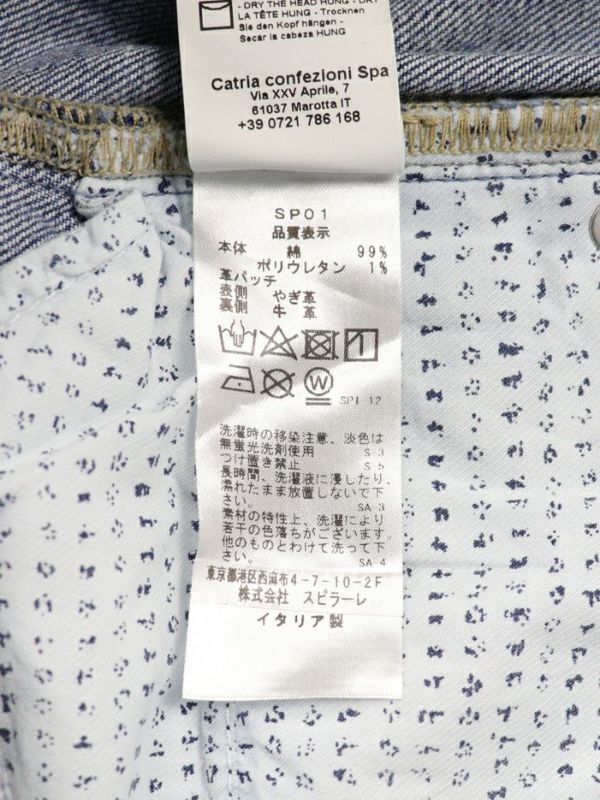 - DRY THE HEAD HUNG - DRY
LA TÊTE HUNG - Trocknen
Sie den Kopf hängen -
Secar la cabeza HUNG
Catria confezioni Spa
Via XXV Aprile, 7
61037 Marotta IT
+39 0721 786 168
SP01
品質表示
本体 綿 99%
ポリウレタン 1%
革パッチ
表側 やぎ革
裏側 牛革
W SPI-12
洗濯時の移染注意、淡色は
無蛍光洗剤使用 S-3
つけ置き禁止 S-5
長時間、洗濯液に浸したり、
濡れたまま放置しないで下
さい。 SA-3
素材の特性上、洗濯により
若干の色落ちがございます。
他のものとわけて洗って下
さい。 SA-4
東京都港区西麻布4-7-10-2F
株式会社 スピラーレ
イタリア製